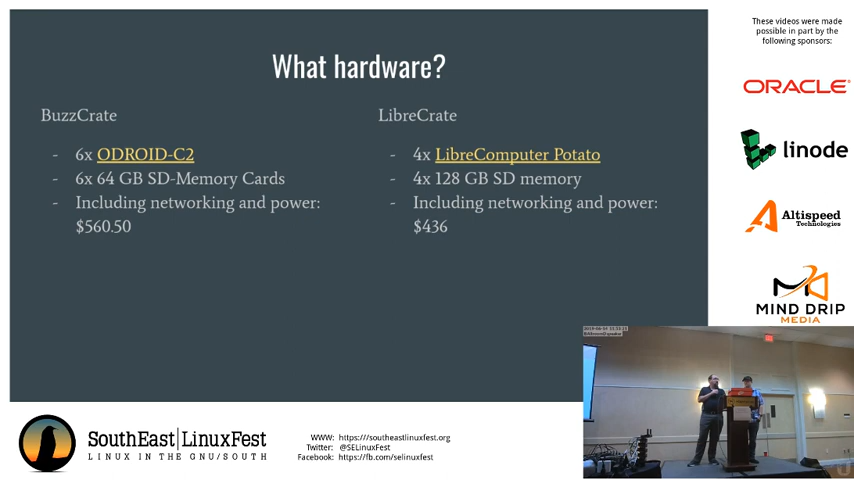 What hardware?
BuzzCrate
- 6x ODROID-C2
- 6x 64 GB SD-Memory Cards
- Including networking and power:
$560.50
LibreCrate
- 4x LibreComputer Potato
- 4x 128 GB SD memory
- Including networking and power:
$436
These videos were made
possible in part by the
following sponsors:
ORACLE
linode
Altispeed
Technologies
MIND DRIP
MEDIA
SouthEast|LinuxFest
LINUX IN THE GNU/SOUTH
WWW: https:///southeastlinuxfest.org
Twitter: @SELinuxFest
Facebook: https://fb.com/selinuxfest